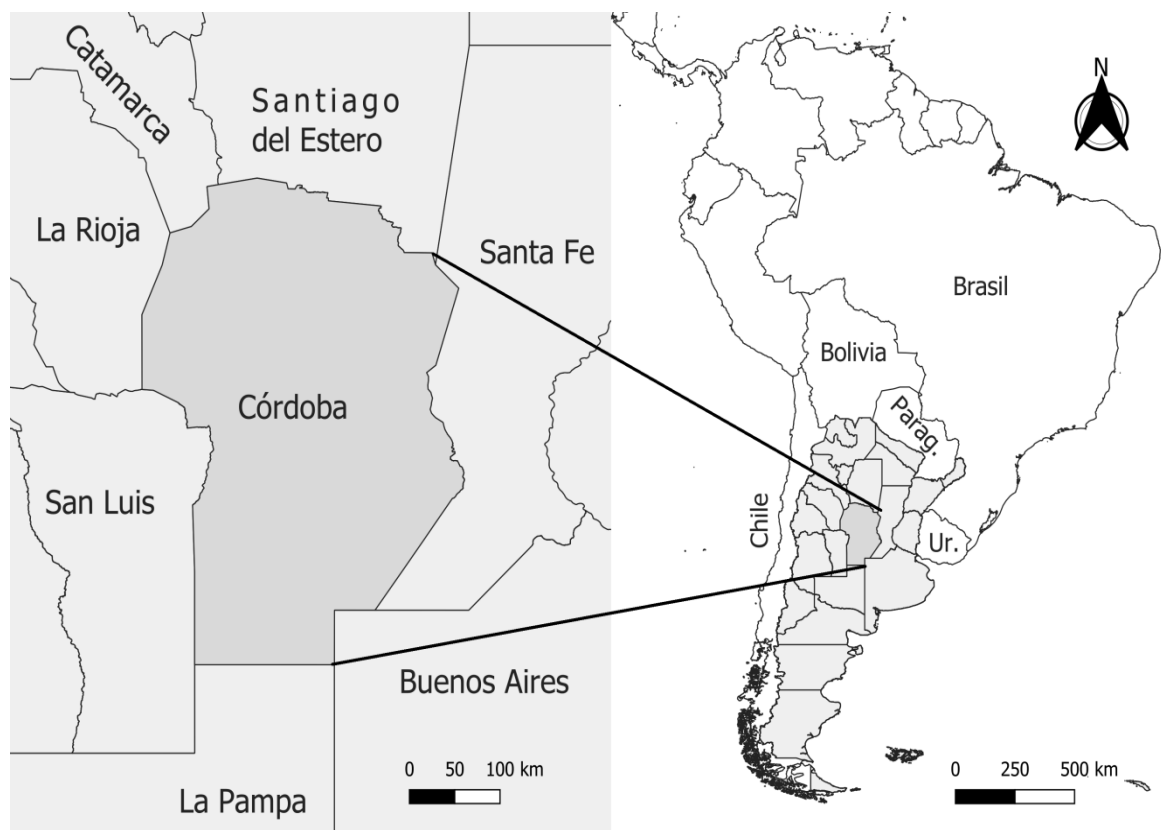 Catamarca
Santiago
del Estero
La Rioja
Santa Fe
Córdoba
San Luis
Buenos Aires
La Pampa
0 50 100 km
N
Brasil
Bolivia
Parag.
Chile
Ur.
0 250 500 km